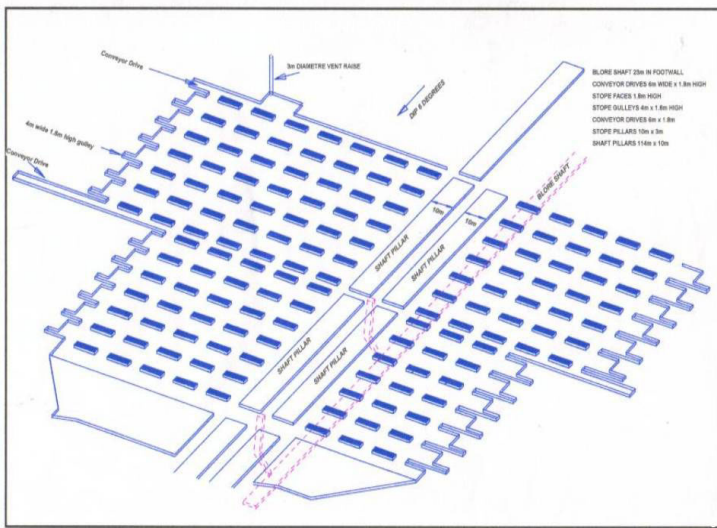 Conveyor Drive
3m DIAMETRE VENT RAISE
DIP 6 DEGREES
BLORE SHAFT 25m IN FOOTWALL
CONVEYOR DRIVES 6m WIDE x 1.8m HIGH
STOPE FACES 1.8m HIGH
STOPE GULLEYS 4m x 1.8m HIGH
CONVEYOR DRIVES 6m x 1.8m
STOPE PILLARS 10m x 3m
SHAFT PILLARS 114m x 10m
4m wide 1.8m high gulley
Conveyor Drive
BLORE SHAFT
10m
10m
SHAFT PILLAR
SHAFT PILLAR
SHAFT PILLAR
SHAFT PILLAR